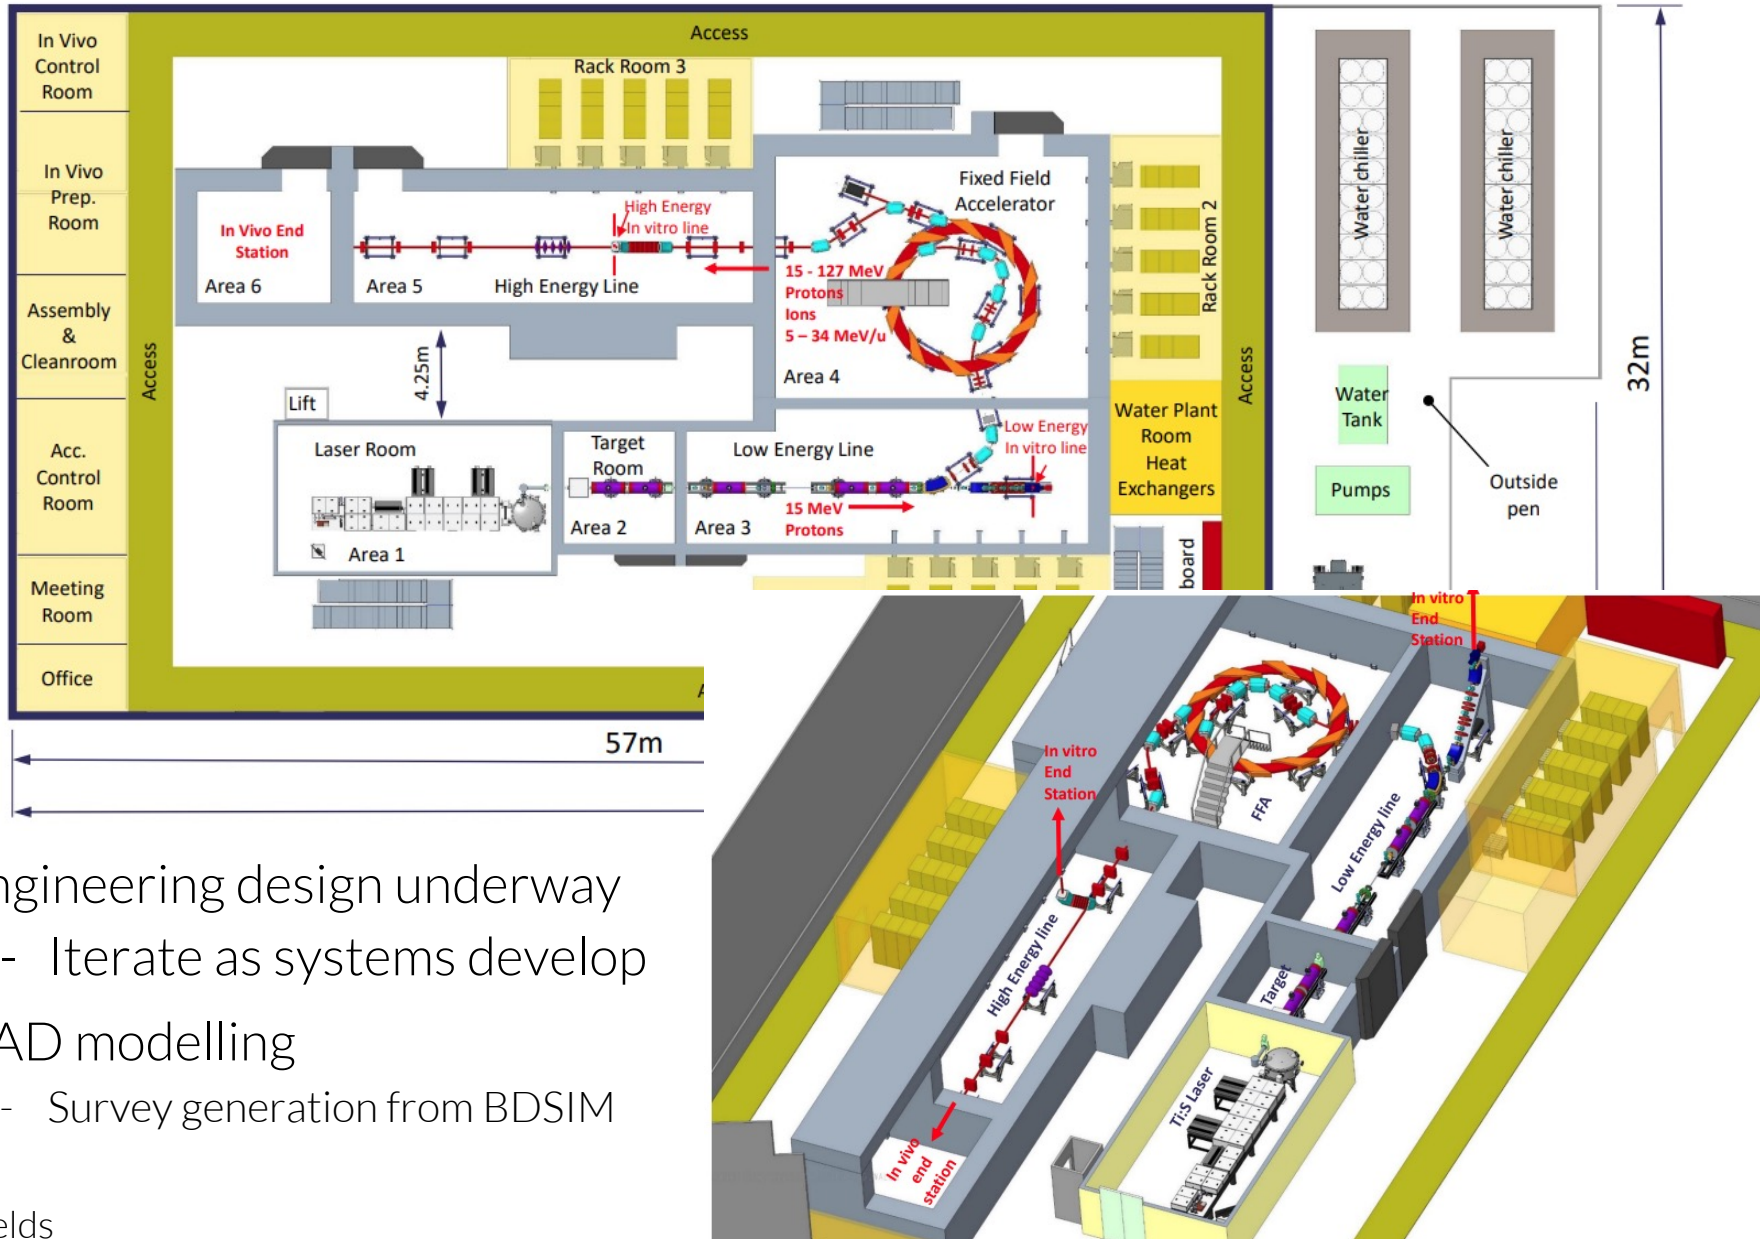 Access
In Vivo
Control
Room
In Vivo
Prep.
Room
Assembly
&
Cleanroom
Acc.
Control
Room
Meeting
Room
Office
Access
Rack Room 3
Fixed Field
Accelerator
High Energy
In vitro line
In Vivo End
Station
Area 6
Area 5
High Energy Line
15 - 127 MeV
Protons
Ions
5 – 34 MeV/u
Area 4
Rack Room 2
Access
4.25m
Lift
Laser Room
Area 1
Target
Room
Area 2
Low Energy Line
Area 3
15 MeV
Protons
Low Energy
In vitro line
Water Plant
Room
Heat
Exchangers
board
Water chiller
Water chiller
Water
Tank
Pumps
Outside
pen
32m
57m
In vitro
End
Station
In vitro
End
Station
FFA
Low Energy line
High Energy line
Target
Ti:S Laser
In vivo
end
station
ngineering design underway
- Iterate as systems develop
AD modelling
- Survey generation from BDSIM
elds